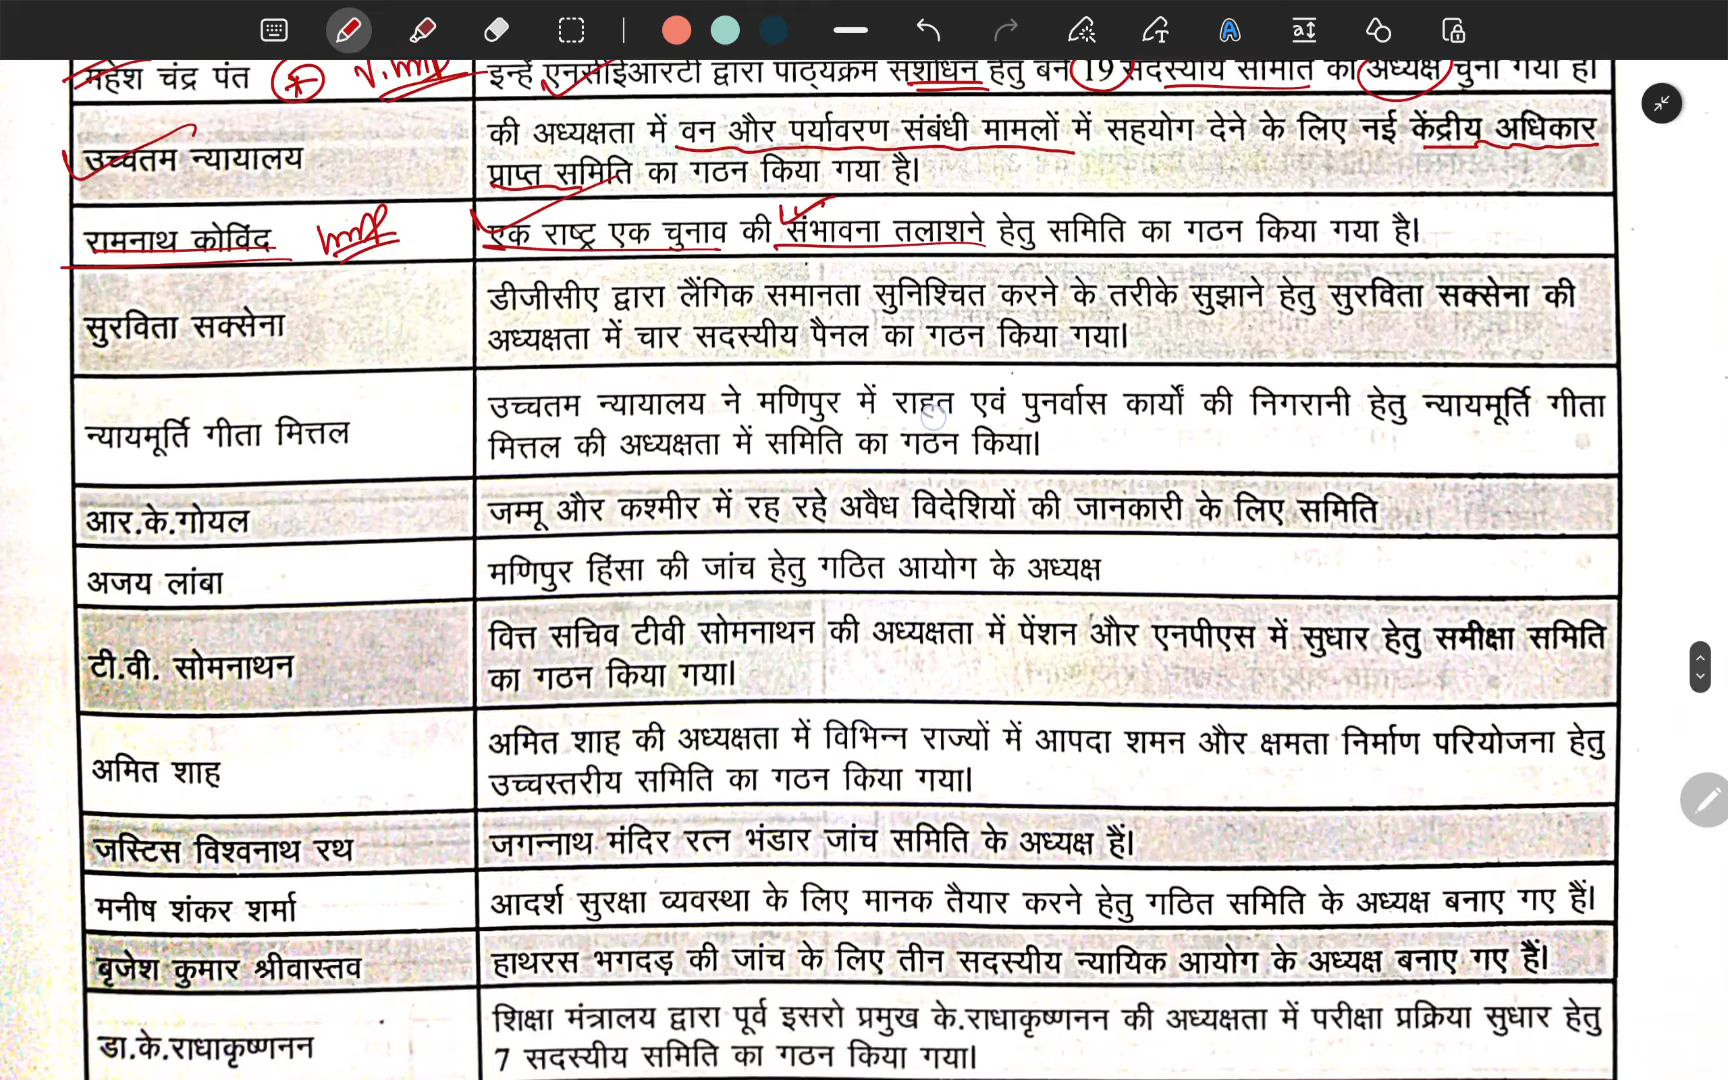 महेश चंद्र पंत * v.imp इन्हें एनसीईआरटी द्वारा पाठ्यक्रम संशोधन हेतु बने 19 सदस्यीय समिति का अध्यक्ष चुना गया है।
की अध्यक्षता में वन और पर्यावरण संबंधी मामलों में सहयोग देने के लिए नई केंद्रीय अधिकार
उच्चतम न्यायालय
प्राप्त समिति का गठन किया गया है।
रामनाथ कोविंद imp एक राष्ट्र एक चुनाव की संभावना तलाशने हेतु समिति का गठन किया गया है।
डीजीसीए द्वारा लैंगिक समानता सुनिश्चित करने के तरीके सुझाने हेतु सुरविता सक्सेना की
सुरविता सक्सेना
अध्यक्षता में चार सदस्यीय पैनल का गठन किया गया।
उच्चतम न्यायालय ने मणिपुर में राहत एवं पुनर्वास कार्यों की निगरानी हेतु न्यायमूर्ति गीता
न्यायमूर्ति गीता मित्तल
मित्तल की अध्यक्षता में समिति का गठन किया।
आर.के.गोयल जम्मू और कश्मीर में रह रहे अवैध विदेशियों की जानकारी के लिए समिति
अजय लांबा मणिपुर हिंसा की जांच हेतु गठित आयोग के अध्यक्ष
वित्त सचिव टीवी सोमनाथन की अध्यक्षता में पेंशन और एनपीएस में सुधार हेतु समीक्षा समिति
टी.वी. सोमनाथन
का गठन किया गया।
अमित शाह की अध्यक्षता में विभिन्न राज्यों में आपदा शमन और क्षमता निर्माण परियोजना हेतु
अमित शाह
उच्चस्तरीय समिति का गठन किया गया।
जस्टिस विश्वनाथ रथ जगन्नाथ मंदिर रत्न भंडार जांच समिति के अध्यक्ष हैं।
मनीष शंकर शर्मा आदर्श सुरक्षा व्यवस्था के लिए मानक तैयार करने हेतु गठित समिति के अध्यक्ष बनाए गए हैं।
बृजेश कुमार श्रीवास्तव हाथरस भगदड़ की जांच के लिए तीन सदस्यीय न्यायिक आयोग के अध्यक्ष बनाए गए हैं।
शिक्षा मंत्रालय द्वारा पूर्व इसरो प्रमुख के.राधाकृष्णनन की अध्यक्षता में परीक्षा प्रक्रिया सुधार हेतु
डा.के.राधाकृष्णनन
7 सदस्यीय समिति का गठन किया गया।